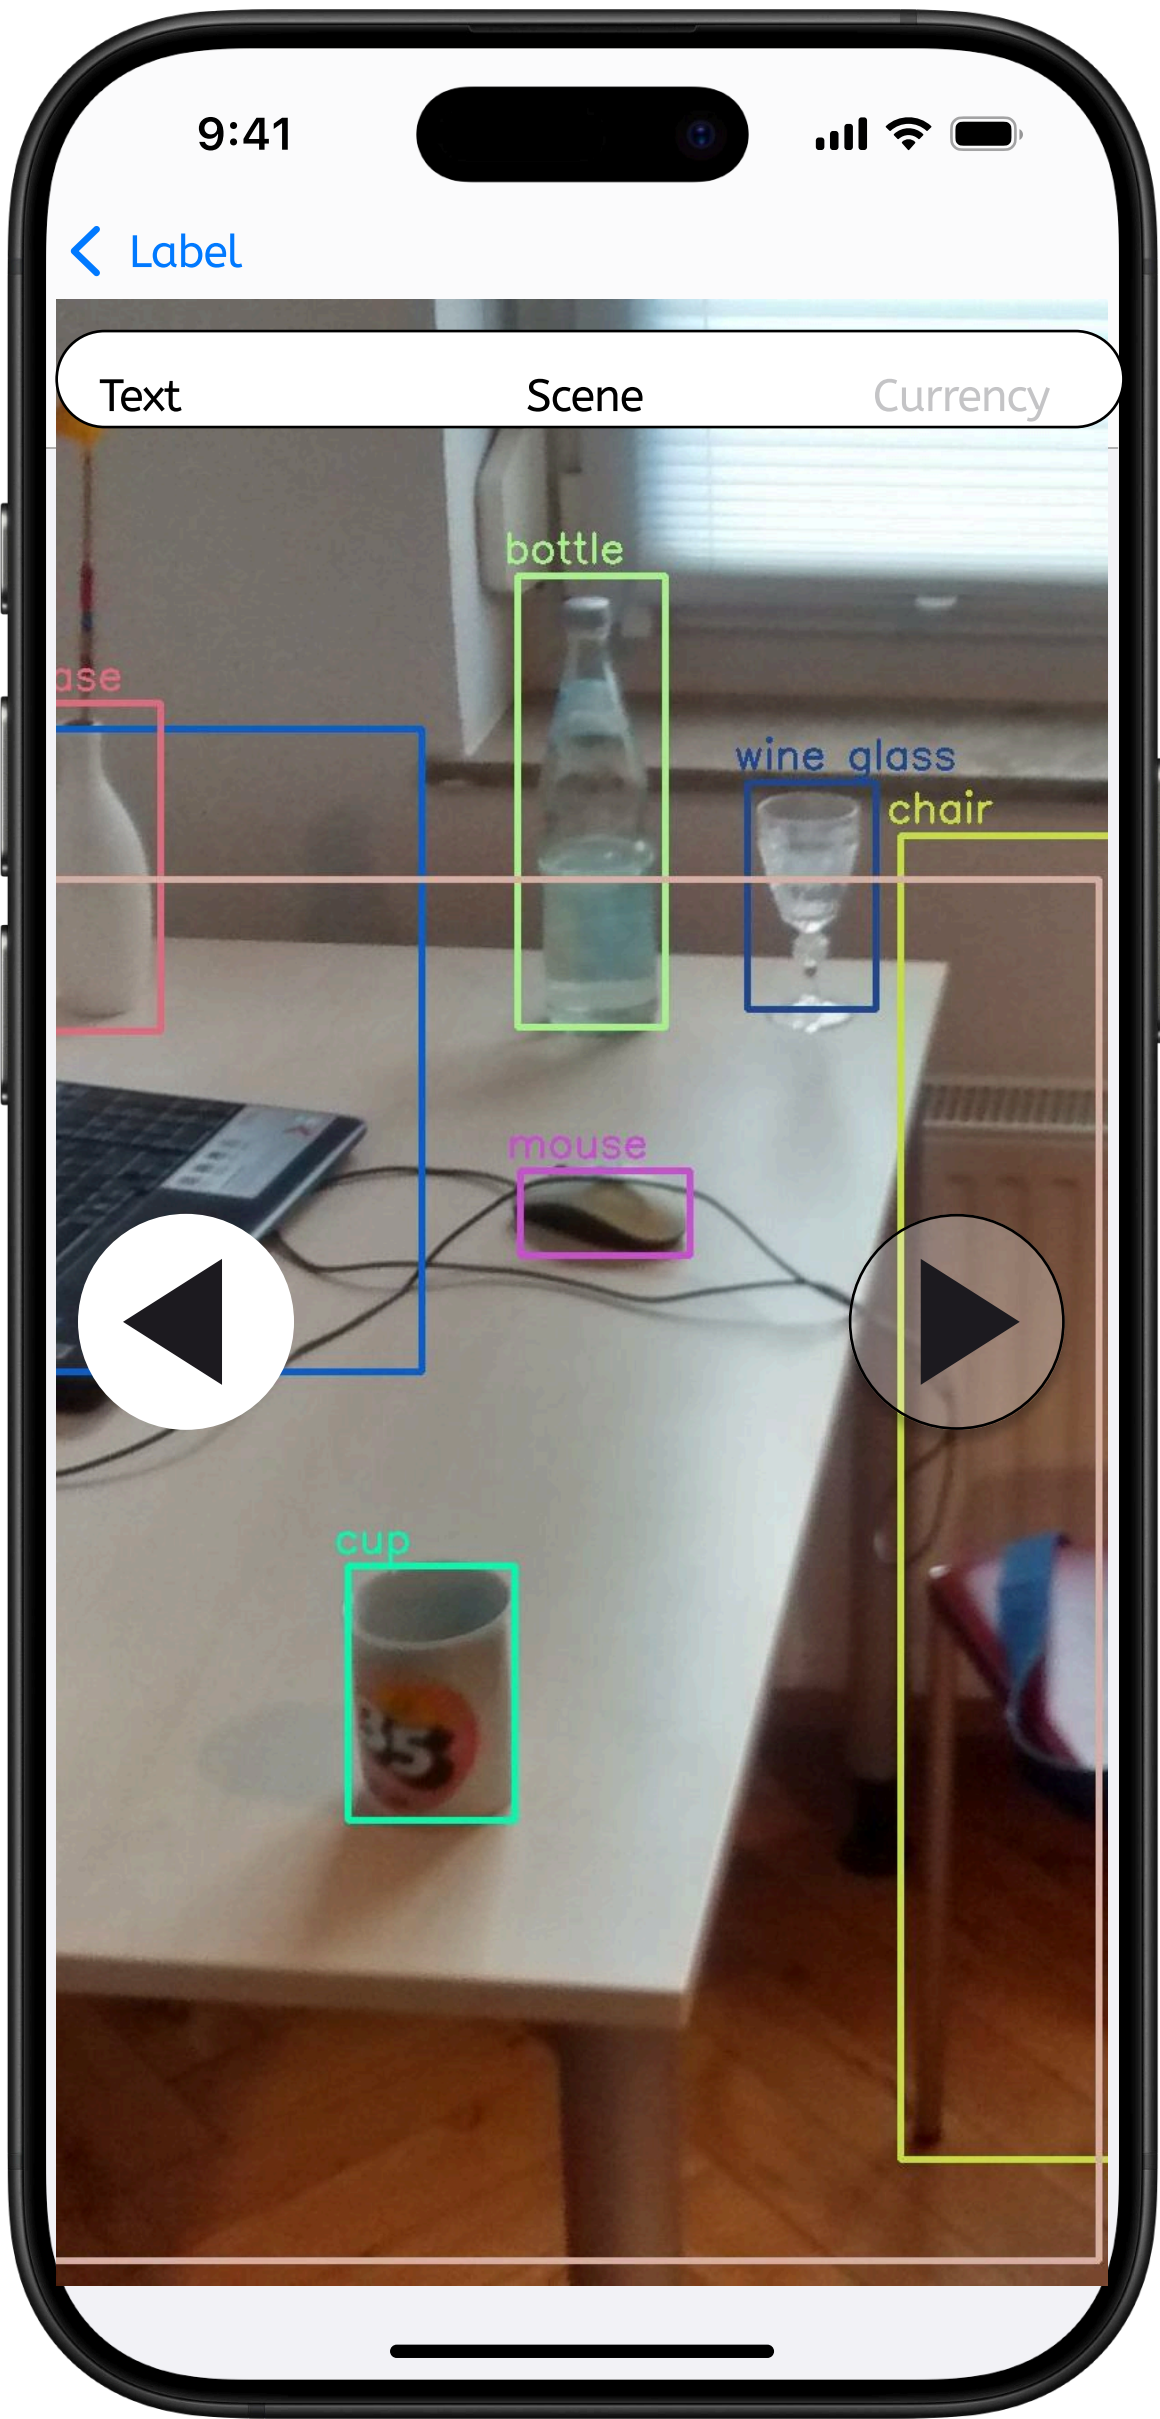 9:41
Label
Text Scene Currency
bottle
ase
wine glass
chair
mouse
cup
35